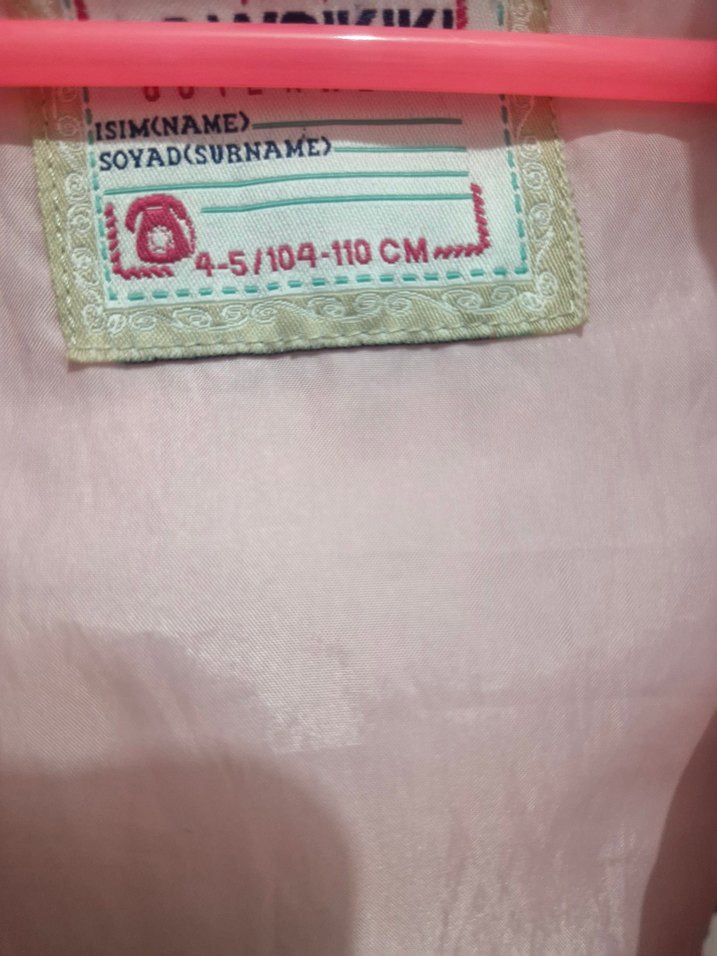 ISIM(NAME)
SOYAD(SURNAME)
4-5/104-110 CM